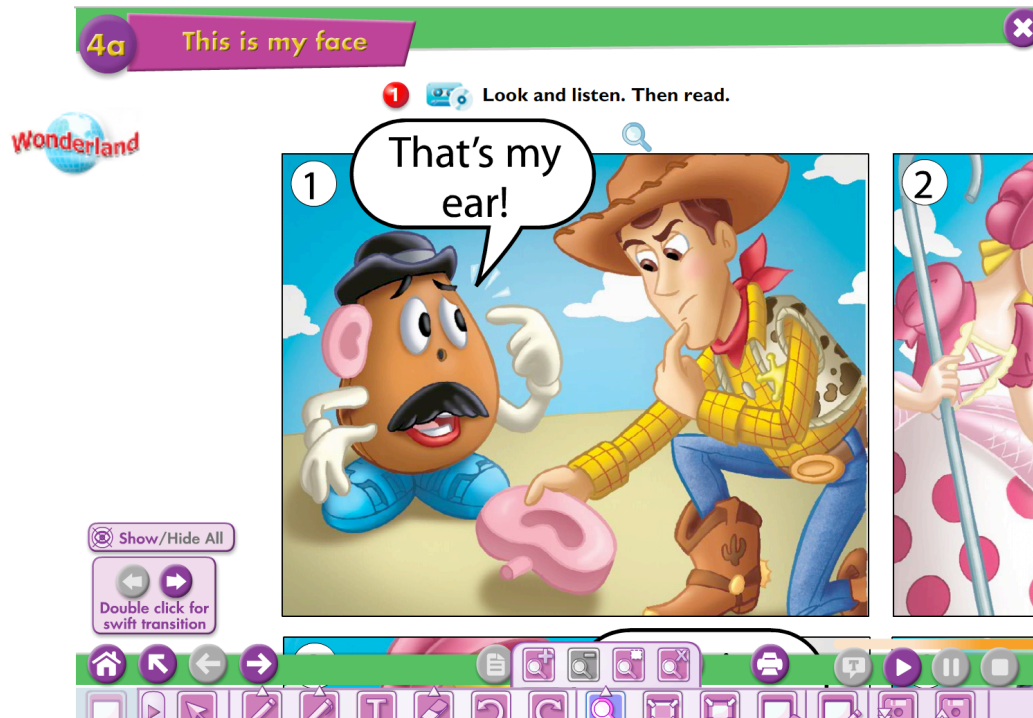 4a This is my face
1 Look and listen. Then read.
Wonderland
1
That's my
ear!
2
Show/Hide All
Double click for
swift transition
T
T